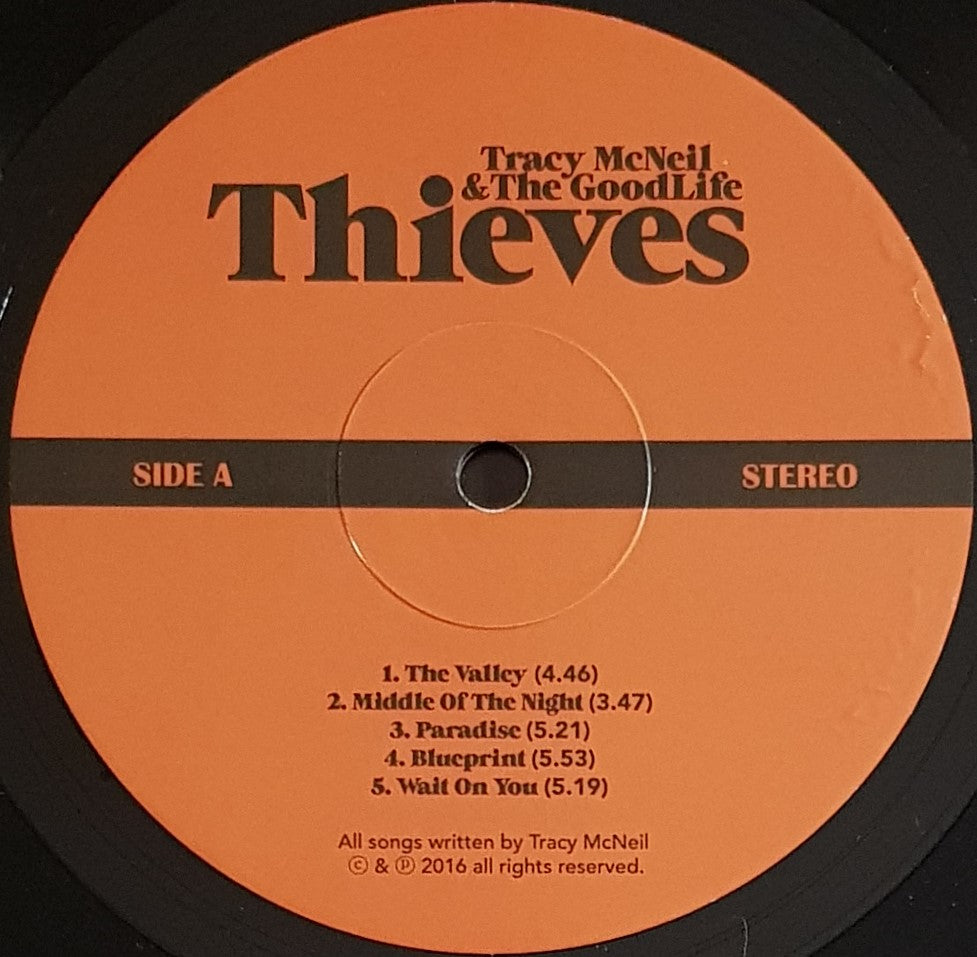 Tracy McNeil
& The GoodLife
Thieves
SIDE A
STEREO
1. The Valley (4.46)
2. Middle Of The Night (3.47)
3. Paradise (5.21)
4. Blueprint (5.53)
5. Wait On You (5.19)
All songs written by Tracy McNeil
© & ℗ 2016 all rights reserved.